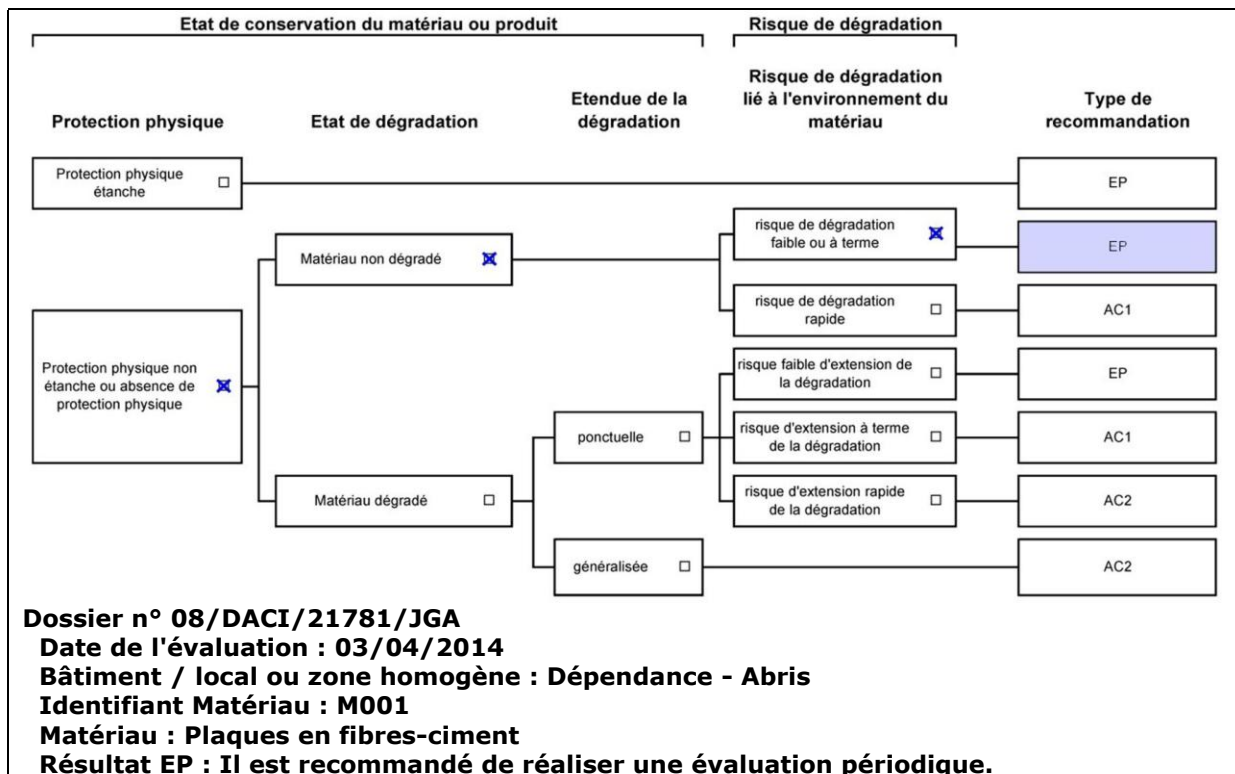 Etat de conservation du matériau ou produit
Risque de dégradation
Protection physique
Etat de dégradation
Etendue de la
dégradation
Risque de dégradation
lié à l'environnement du
matériau
Type de
recommandation
Protection physique
étanche
EP
risque de dégradation
faible ou à terme
EP
Matériau non dégradé
risque de dégradation
rapide
AC1
Protection physique non
étanche ou absence de
protection physique
risque faible d'extension de
la dégradation
EP
ponctuelle
risque d'extension à terme
de la dégradation
AC1
Matériau dégradé
risque d'extension rapide
de la dégradation
AC2
généralisée
AC2
Dossier n° 08/DACI/21781/JGA
Date de l'évaluation : 03/04/2014
Bâtiment / local ou zone homogène : Dépendance - Abris
Identifiant Matériau : M001
Matériau : Plaques en fibres-ciment
Résultat EP : Il est recommandé de réaliser une évaluation périodique.